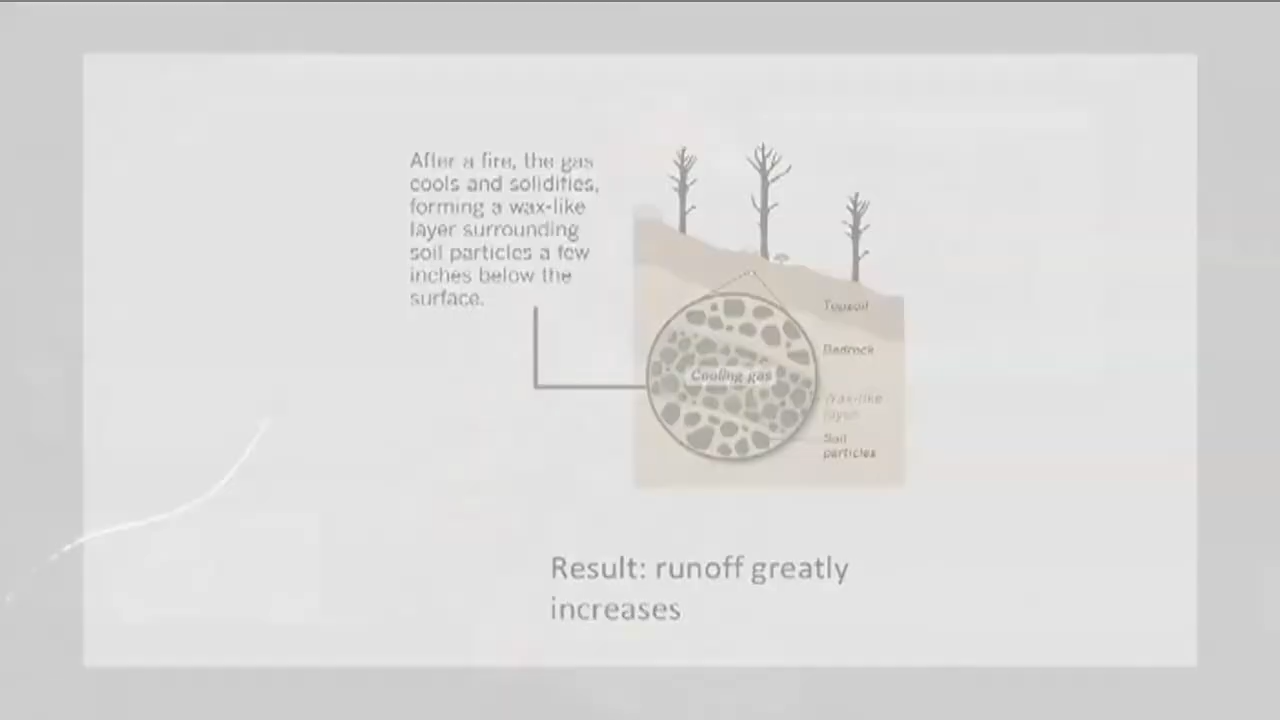 After a fire, the gas
cools and solidifies,
forming a wax-like
layer surrounding
soil particles a few
inches below the
surface.
Topsoil
Bedrock
Cooling gas
Wax-like
layer
Soil
particles
Result: runoff greatly
increases